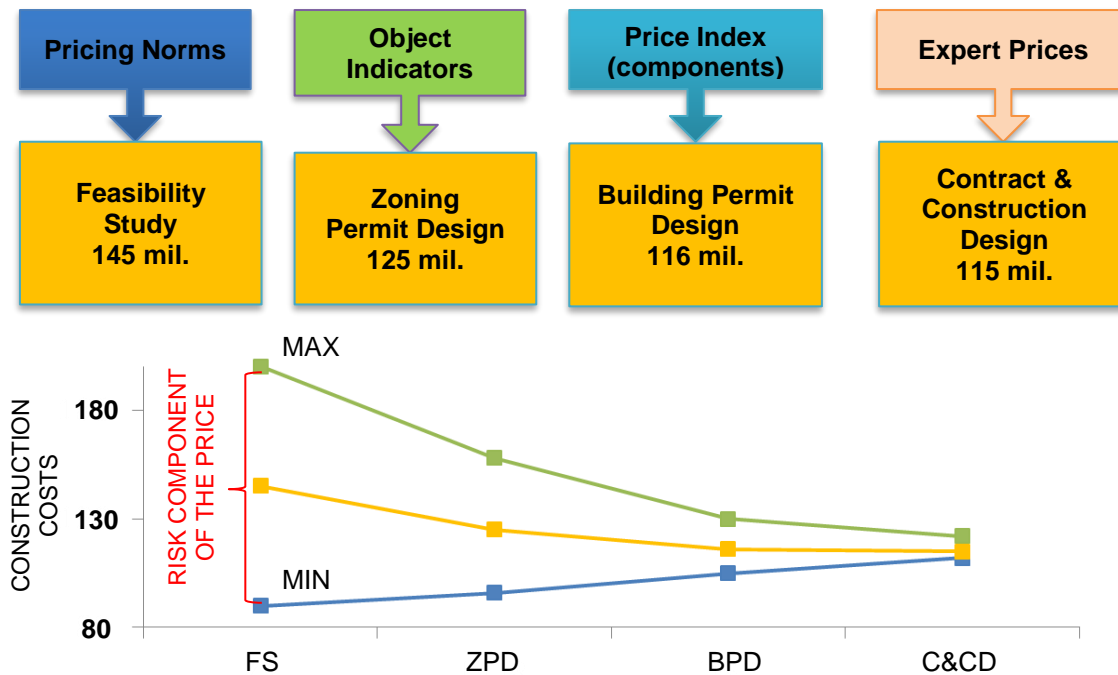 Pricing Norms
Object
Indicators
Price Index
(components)
Expert Prices
Feasibility
Study
145 mil.
Zoning
Permit Design
125 mil.
Building Permit
Design
116 mil.
Contract &
Construction
Design
115 mil.
CONSTRUCTION
COSTS
180
130
80
RISK COMPONENT
OF THE PRICE
MAX
MIN
FS
ZPD
BPD
C&CD